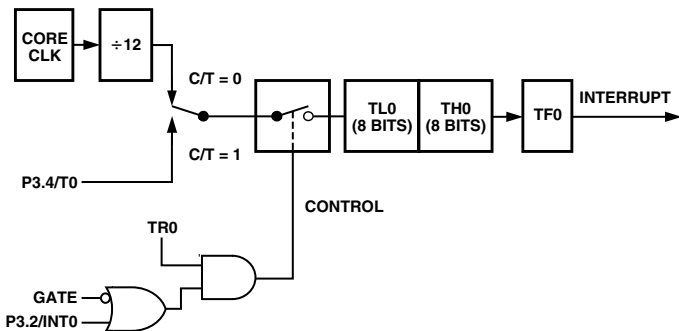 CORE
CLK
÷12
C/T = 0
C/T = 1
P3.4/T0
TL0
(8 BITS)
TH0
(8 BITS)
TF0
INTERRUPT
CONTROL
TR0
GATE
P3.2/INT0